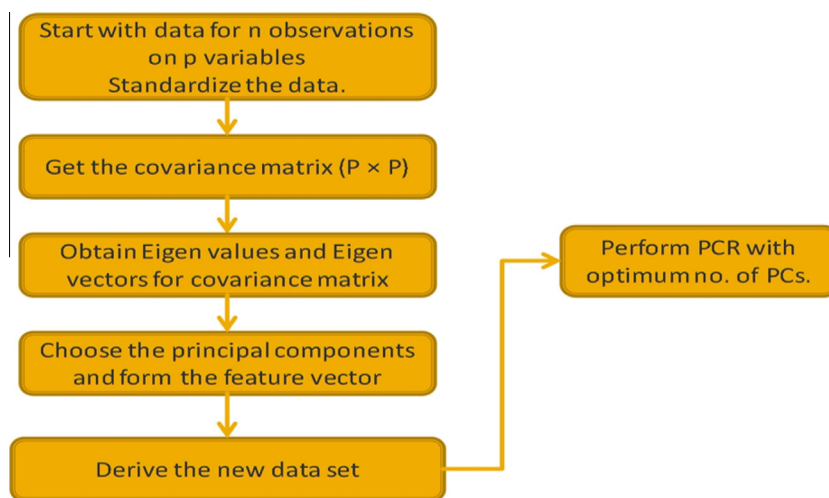 Start with data for n observations
on p variables
Standardize the data.
Get the covariance matrix (P × P)
Obtain Eigen values and Eigen
vectors for covariance matrix
Choose the principal components
and form the feature vector
Derive the new data set
Perform PCR with
optimum no. of PCs.